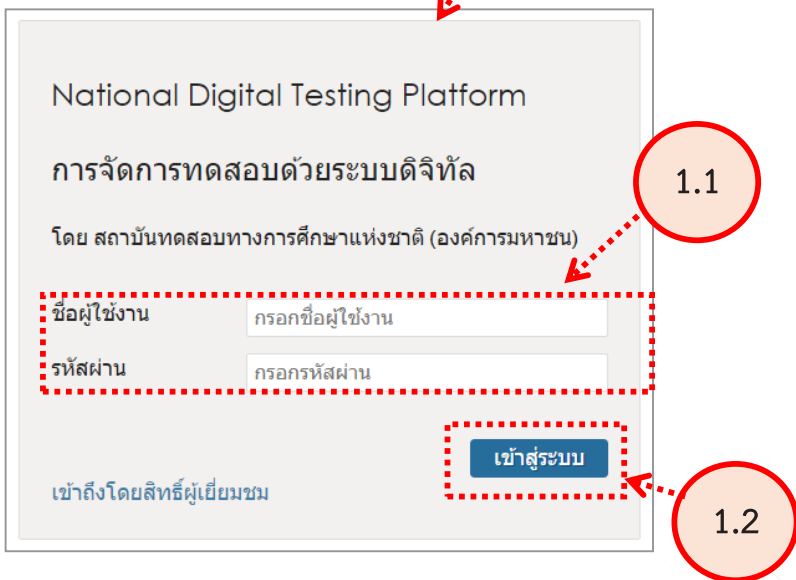 National Digital Testing Platform
การจัดการทดสอบด้วยระบบดิจิทัล
1.1
โดย สถาบันทดสอบทางการศึกษาแห่งชาติ (องค์การมหาชน)
ชื่อผู้ใช้งาน กรอกชื่อผู้ใช้งาน
รหัสผ่าน กรอกรหัสผ่าน
เข้าสู่ระบบ
เข้าถึงโดยสิทธิ์ผู้เยี่ยมชม
1.2